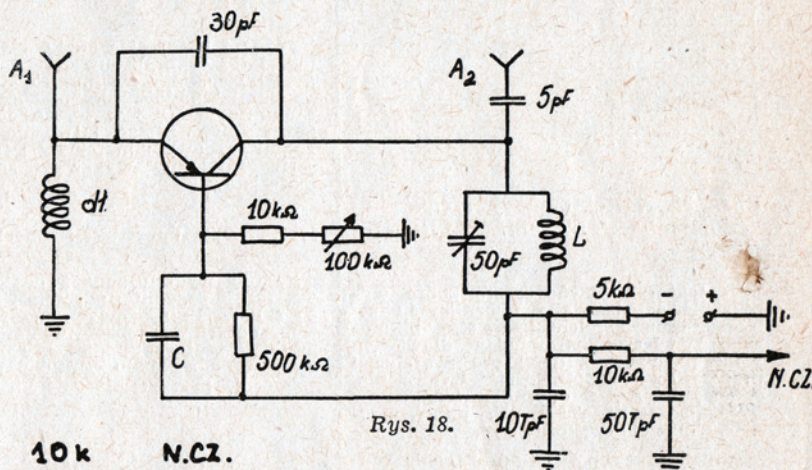 30pF
A1
A2
5pF
dł.
10kΩ
100kΩ
50pF
L
5kΩ
-
+
C
500kΩ
10kΩ
N.CZ.
Rys. 18.
10TpF
50TpF
10k
N.CZ.